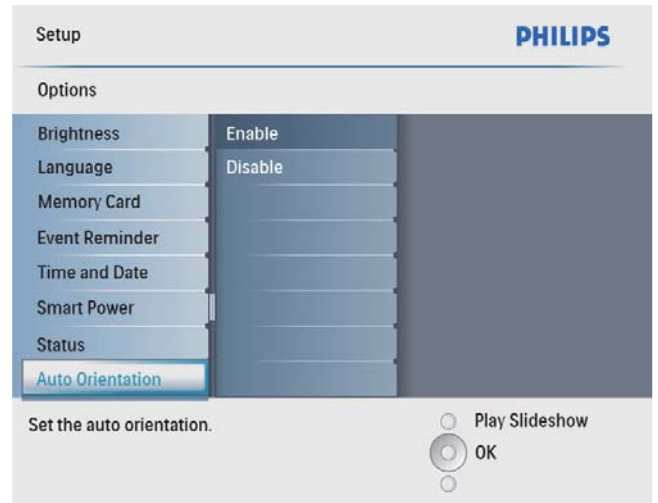 Setup
PHILIPS
Options
Brightness
Enable
Language
Disable
Memory Card
Event Reminder
Time and Date
Smart Power
Status
Auto Orientation
Set the auto orientation.
Play Slideshow
OK